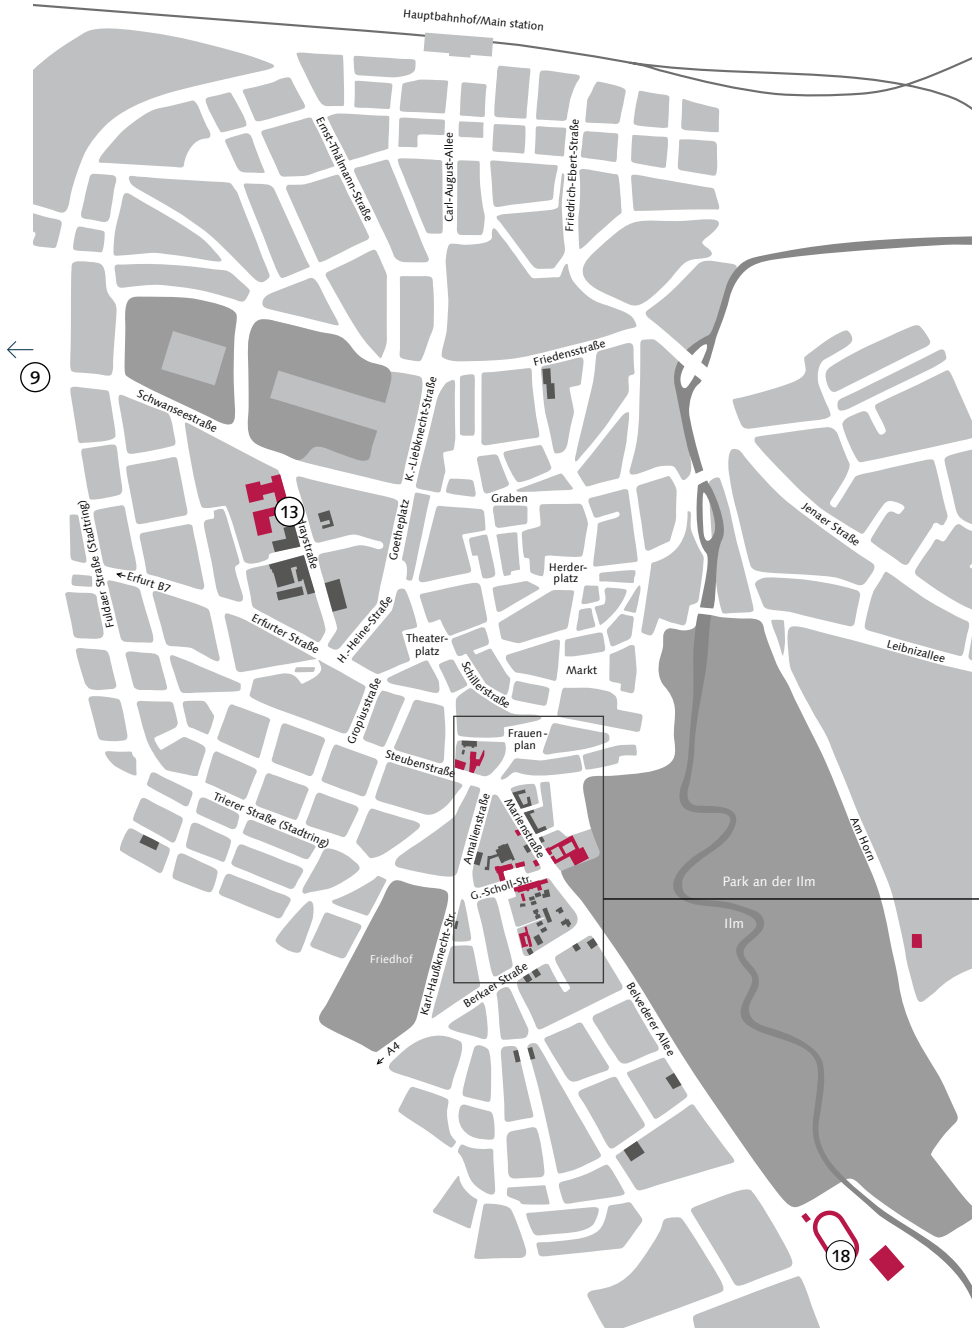 Hauptbahnhof/Main station
Ernst-Thälmann-Straße
Carl-August-Allee
Friedrich-Ebert-Straße
9
Friedensstraße
Schwanseestraße
K.-Liebknecht-Straße
Graben
13
Goetheplatz
Jenaer Straße
Fuldaer Straße (Stadtring)
Erfurt B7
Herder-
platz
Erfurter Straße
H.-Heine-Straße
Theater-
platz
Schillerstraße
Markt
Leibnizallee
Gropiusstraße
Frauen-
plan
Steubenstraße
Trierer Straße (Stadtring)
Amalienstraße
Marienstraße
Am Horn
G.-Scholl-Str.
Park an der Ilm
Ilm
Friedhof
Karl-Haußknecht-Str.
Berkaer Straße
Belvederer Allee
A4
18